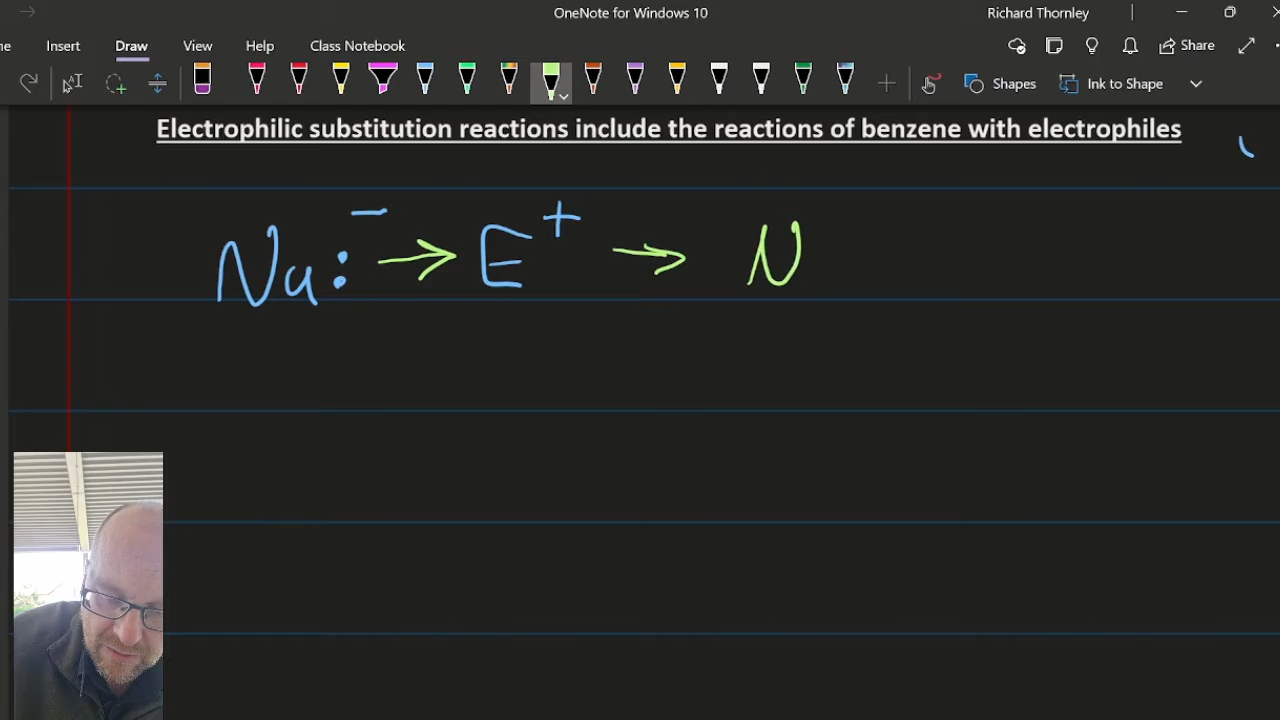 OneNote for Windows 10
Richard Thornley
Insert
Draw
View
Help
Class Notebook
Share
Shapes
Ink to Shape
Electrophilic substitution reactions include the reactions of benzene with electrophiles
Nu:⁻ → E⁺ → N